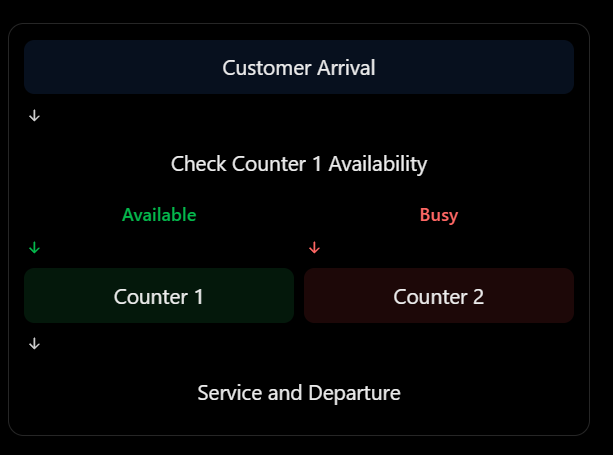 Customer Arrival
↓
Check Counter 1 Availability
Available Busy
↓ ↓
Counter 1 Counter 2
↓
Service and Departure